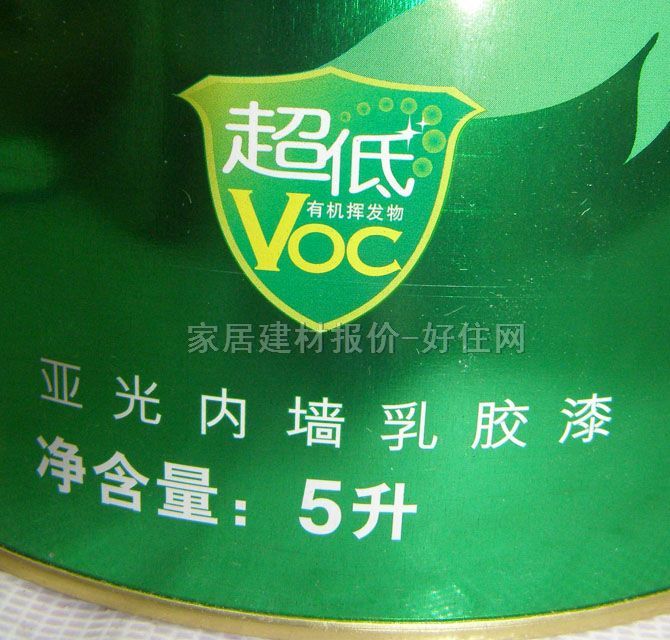 超低
有机挥发物
VOC
家居建材报价-好住网
亚光内墙乳胶漆
净含量：5升